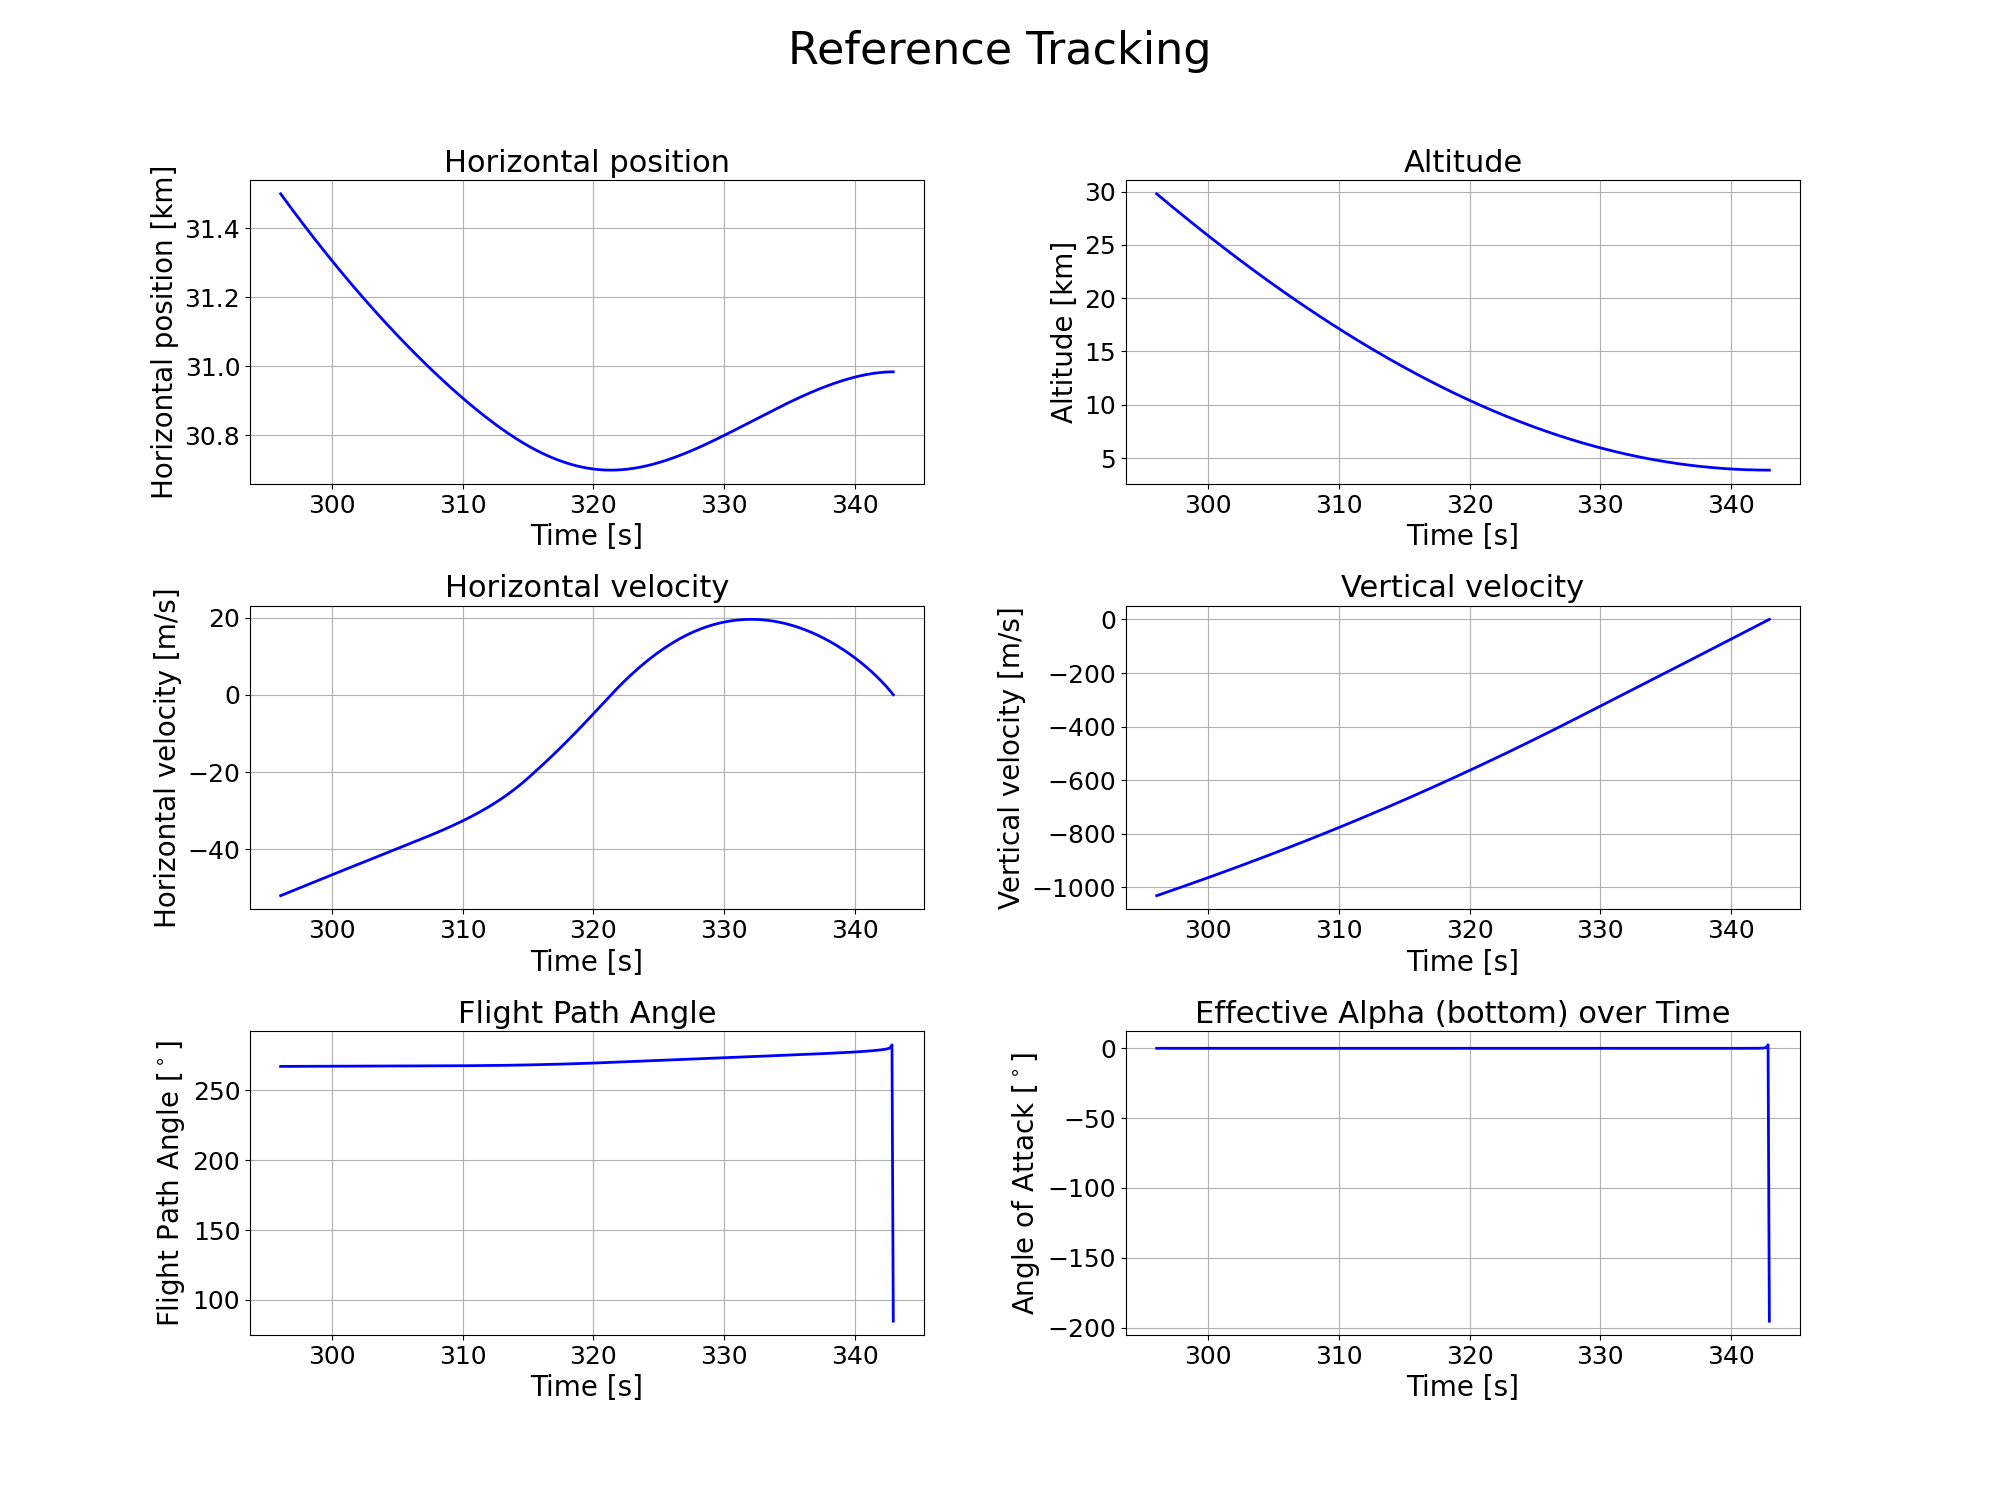 Reference Tracking
Horizontal position
Horizontal position [km]
31.4
31.2
31.0
30.8
300 310 320 330 340
Time [s]
Altitude
Altitude [km]
30
25
20
15
10
5
300 310 320 330 340
Time [s]
Horizontal velocity
Horizontal velocity [m/s]
20
0
−20
−40
300 310 320 330 340
Time [s]
Vertical velocity
Vertical velocity [m/s]
0
−200
−400
−600
−800
−1000
300 310 320 330 340
Time [s]
Flight Path Angle
Flight Path Angle [°]
250
200
150
100
300 310 320 330 340
Time [s]
Effective Alpha (bottom) over Time
Angle of Attack [°]
0
−50
−100
−150
−200
300 310 320 330 340
Time [s]